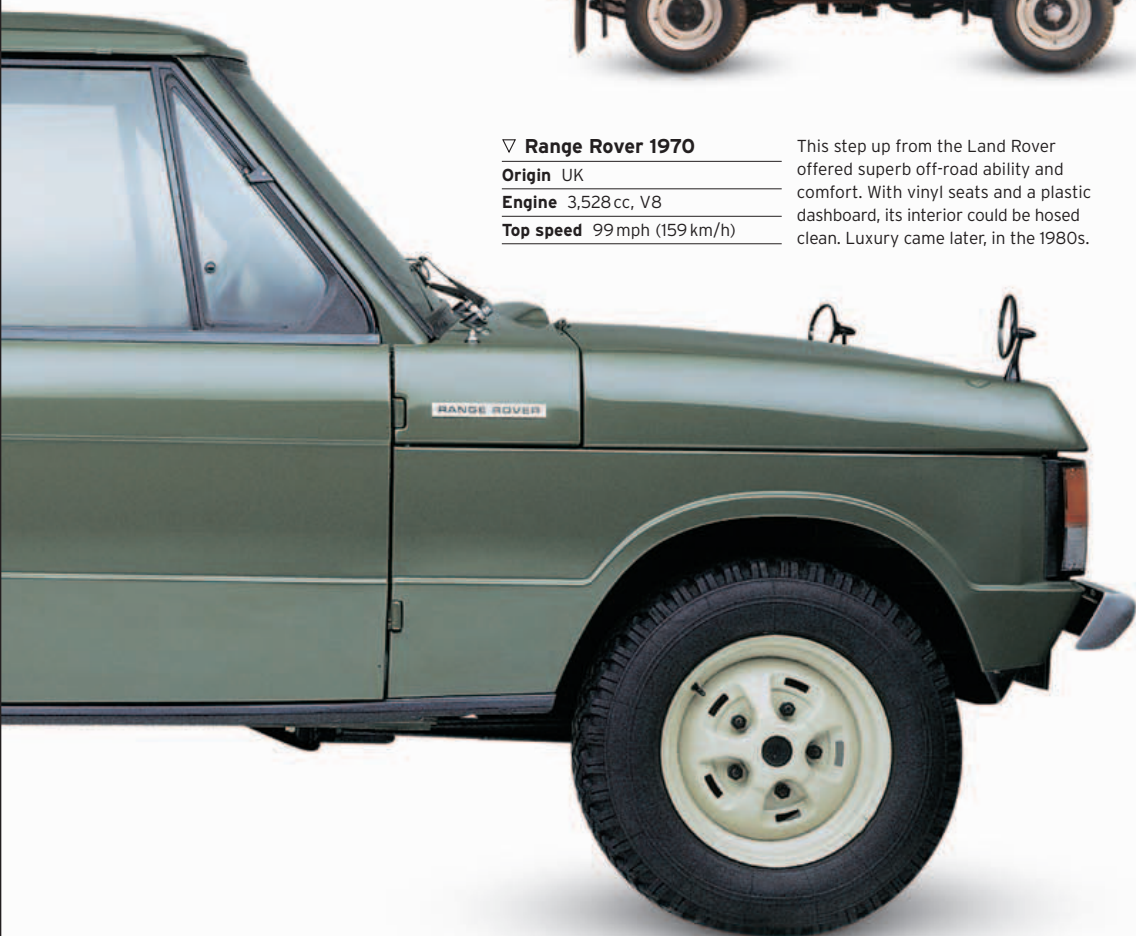 ▽ Range Rover 1970
Origin UK
Engine 3,528 cc, V8
Top speed 99 mph (159 km/h)
This step up from the Land Rover
offered superb off-road ability and
comfort. With vinyl seats and a plastic
dashboard, its interior could be hosed
clean. Luxury came later, in the 1980s.
RANGE ROVER